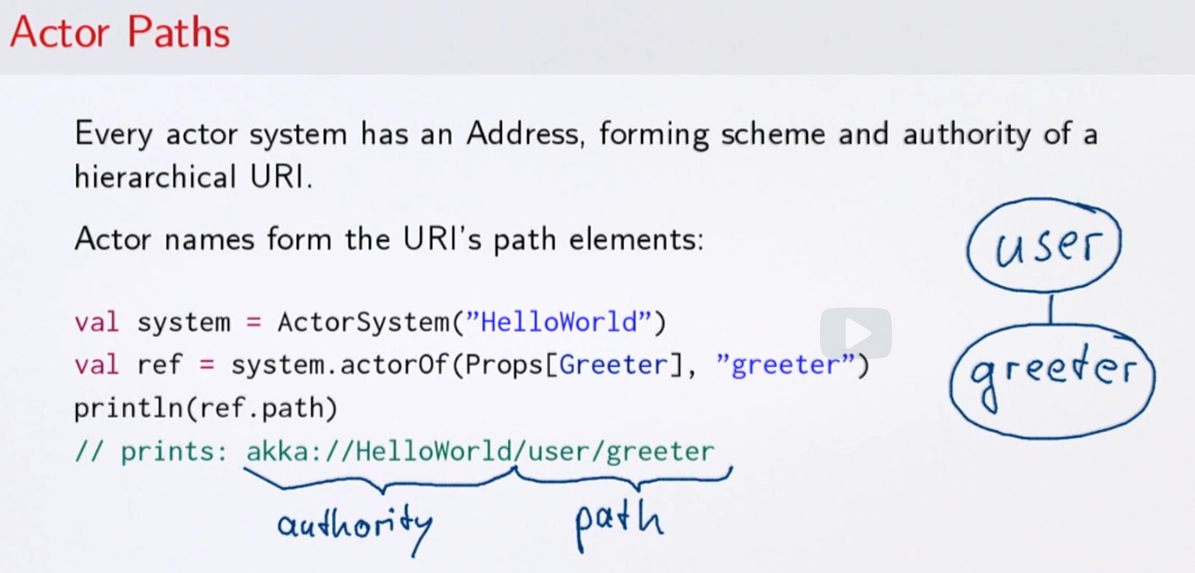 Actor Paths
Every actor system has an Address, forming scheme and authority of a
hierarchical URI.
Actor names form the URI's path elements:
val system = ActorSystem("HelloWorld")
val ref = system.actorOf(Props[Greeter], "greeter")
println(ref.path)
// prints: akka://HelloWorld/user/greeter
authority path
user
greeter